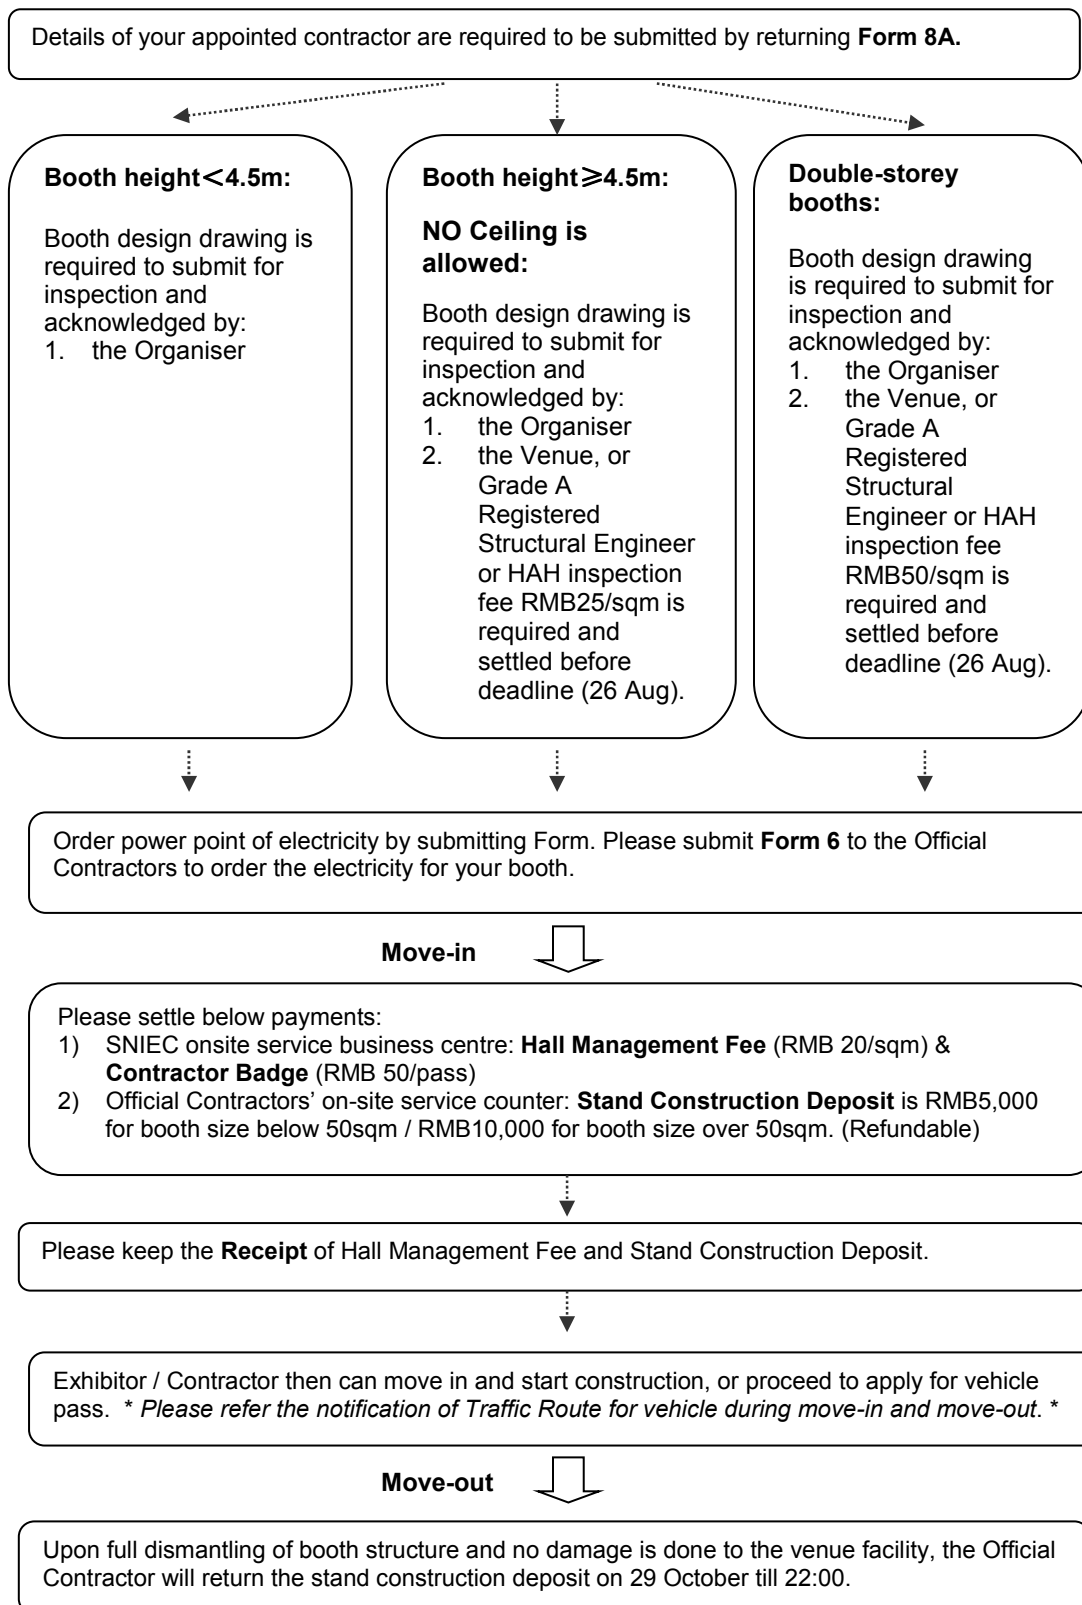 Details of your appointed contractor are required to be submitted by returning Form 8A.
Booth height＜4.5m:
Booth design drawing is
required to submit for
inspection and
acknowledged by:
1. the Organiser
Booth height≥4.5m:
NO Ceiling is
allowed:
Booth design drawing is
required to submit for
inspection and
acknowledged by:
1. the Organiser
2. the Venue, or
Grade A
Registered
Structural Engineer
or HAH inspection
fee RMB25/sqm is
required and
settled before
deadline (26 Aug).
Double-storey
booths:
Booth design drawing
is required to submit for
inspection and
acknowledged by:
1. the Organiser
2. the Venue, or
Grade A
Registered
Structural
Engineer or HAH
inspection fee
RMB50/sqm is
required and
settled before
deadline (26 Aug).
Order power point of electricity by submitting Form. Please submit Form 6 to the Official
Contractors to order the electricity for your booth.
Move-in
Please settle below payments:
1) SNIEC onsite service business centre: Hall Management Fee (RMB 20/sqm) &
Contractor Badge (RMB 50/pass)
2) Official Contractors' on-site service counter: Stand Construction Deposit is RMB5,000
for booth size below 50sqm / RMB10,000 for booth size over 50sqm. (Refundable)
Please keep the Receipt of Hall Management Fee and Stand Construction Deposit.
Exhibitor / Contractor then can move in and start construction, or proceed to apply for vehicle
pass. * Please refer the notification of Traffic Route for vehicle during move-in and move-out. *
Move-out
Upon full dismantling of booth structure and no damage is done to the venue facility, the Official
Contractor will return the stand construction deposit on 29 October till 22:00.